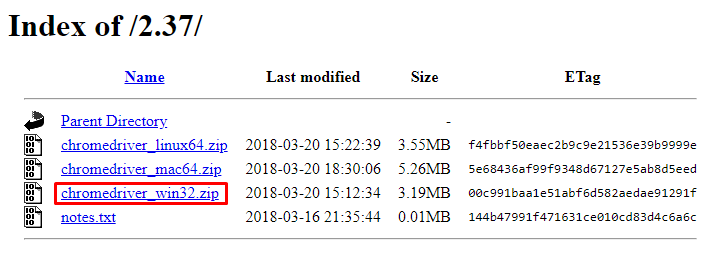 Index of /2.37/
Name Last modified Size ETag
Parent Directory -
chromedriver_linux64.zip 2018-03-20 15:22:39 3.55MB f4fbbf50eaec2b9c9e21536e39b9999e
chromedriver_mac64.zip 2018-03-20 18:30:06 5.26MB 5e68436af99f9348d67127e5ab8d5eed
chromedriver_win32.zip 2018-03-20 15:12:34 3.19MB 00c991baa1e51abf6d582aedae91291f
notes.txt 2018-03-16 21:35:44 0.01MB 144b47991f471631ce010cd83d4c6a6c